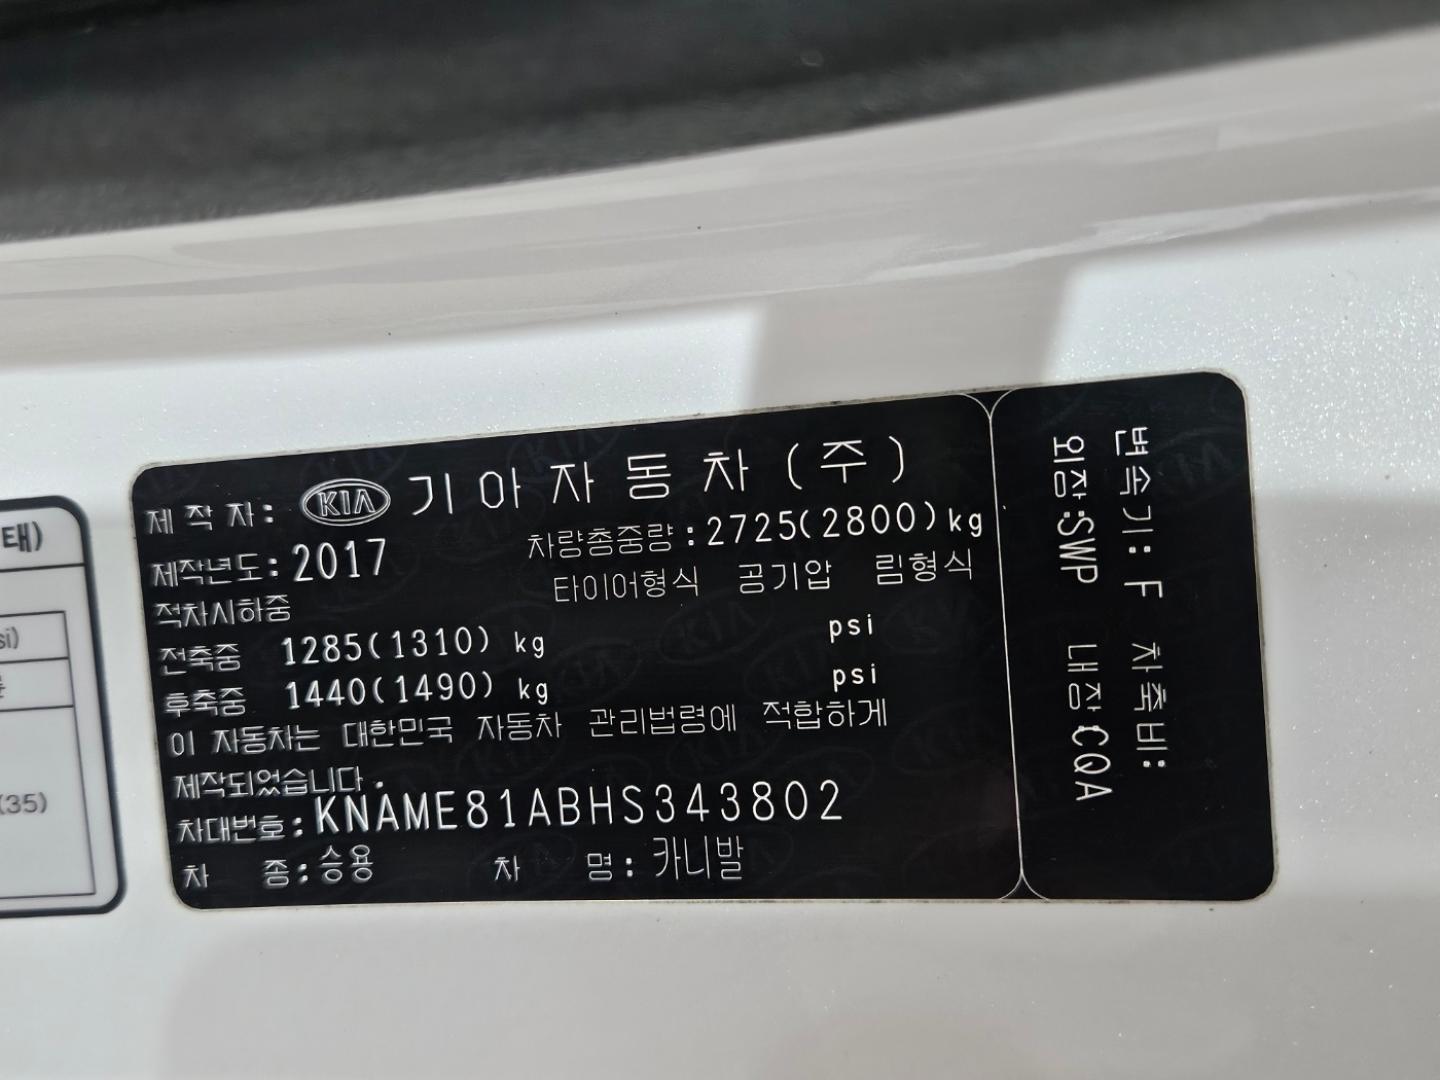 태)
si)
(35)
제 작 자: KIA 기아자동차(주)
제작년도: 2017 차량총중량: 2725(2800)kg
타이어형식 공기압 림형식
적차시하중
전축중 1285(1310) kg psi
후축중 1440(1490) kg psi
이 자동차는 대한민국 자동차 관리법령에 적합하게
제작되었습니다.
차대번호: KNAME81ABHS343802
차 종: 승용 차 명: 카니발
변속기: F 차축비:
외장:SWP 내장:CQA